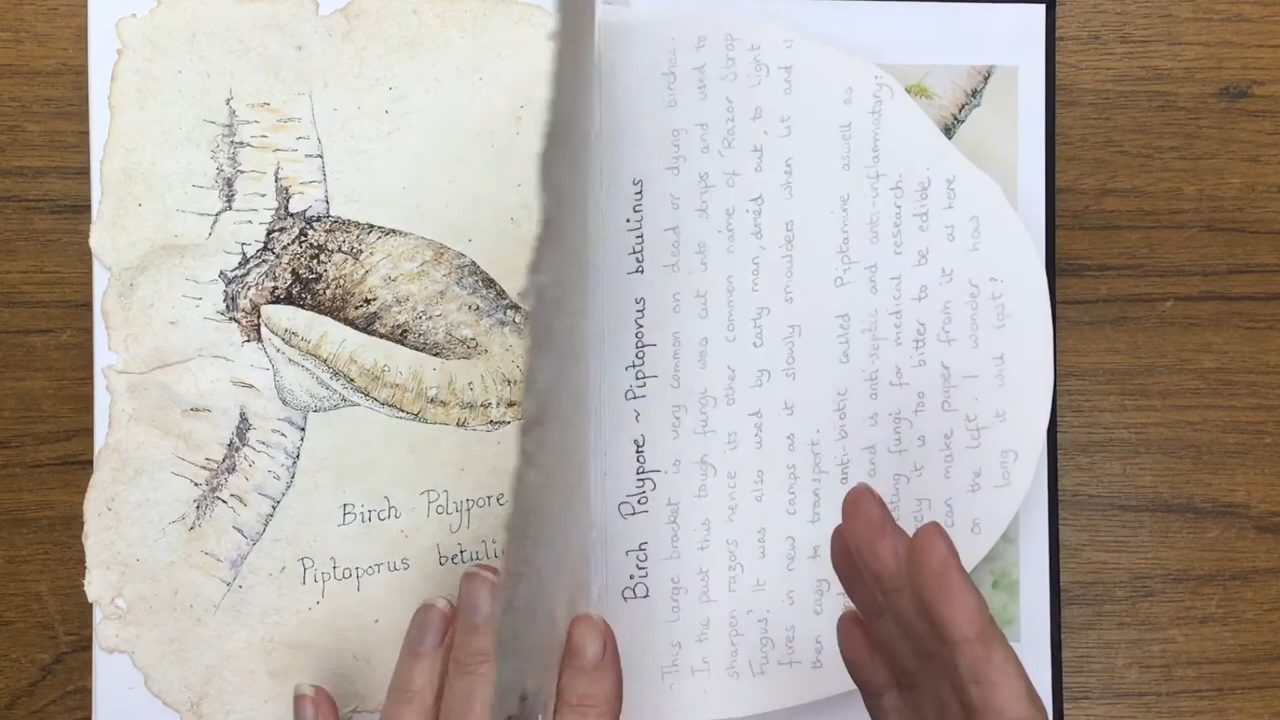 Birch Polypore
Piptoporus betuli
Birch Polypore ~ Piptoporus betulinus
- This large bracket is very common on dead or dying birches.
- In the past this tough fungi was cut into strips and used to
sharpen razors hence its other common name of 'Razor Strap
Fungus'. It was also used by early man, dried out, to light
fires in new camps as it slowly smoulders when lit and is
then easy to transport.
anti-biotic called Piptamine aswell as
and is anti-septic and anti-inflammatory:
esting fungi for medical research.
ely it is too bitter to be edible.
can make paper from it as here
on the left. I wonder how
long it will last?